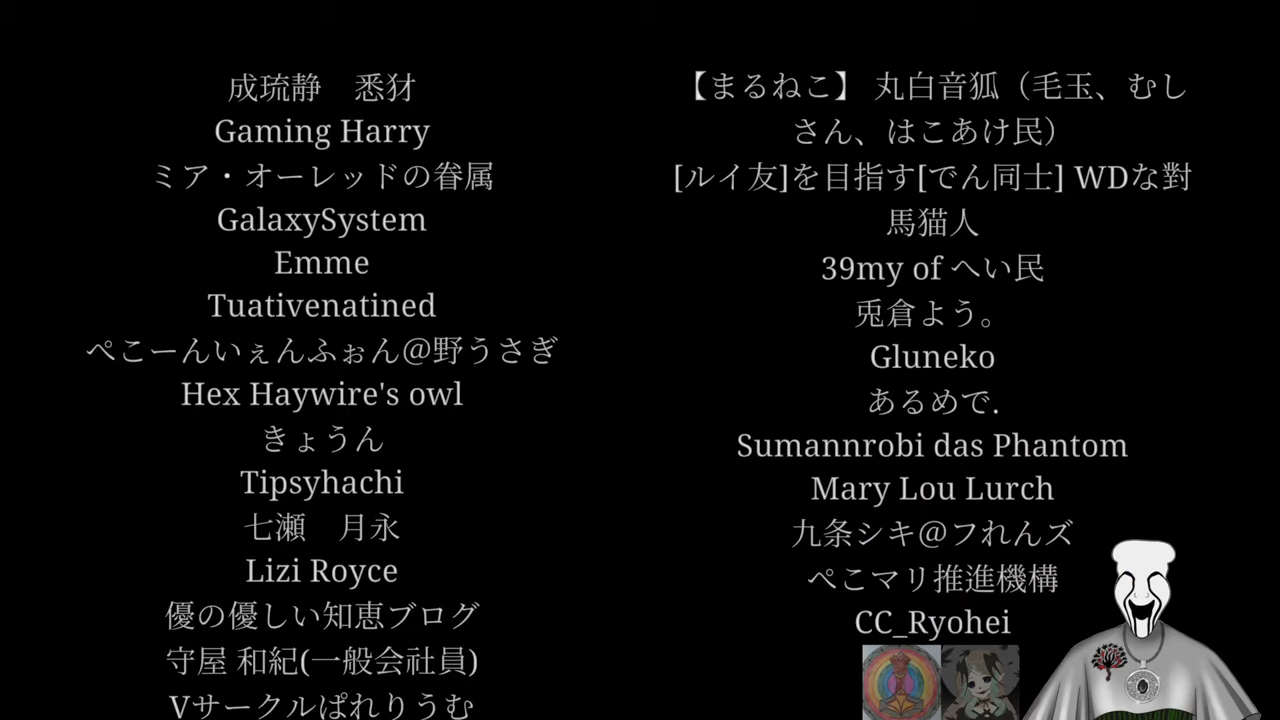 成琉静　悉犲
Gaming Harry
ミア・オーレッドの眷属
GalaxySystem
Emme
Tuativenatined
ぺこーんいぇんふぉん@野うさぎ
Hex Haywire's owl
きょうん
Tipsyhachi
七瀬　月永
Lizi Royce
優の優しい知恵ブログ
守屋 和紀(一般会社員)
Vサークルぱれりうむ
【まるねこ】 丸白音狐（毛玉、むし
さん、はこあけ民）
[ルイ友]を目指す[でん同士] WDな對
馬猫人
39my of へい民
兎倉よう。
Gluneko
あるめで.
Sumannrobi das Phantom
Mary Lou Lurch
九条シキ@フれんズ
ぺこマリ推進機構
CC_Ryohei